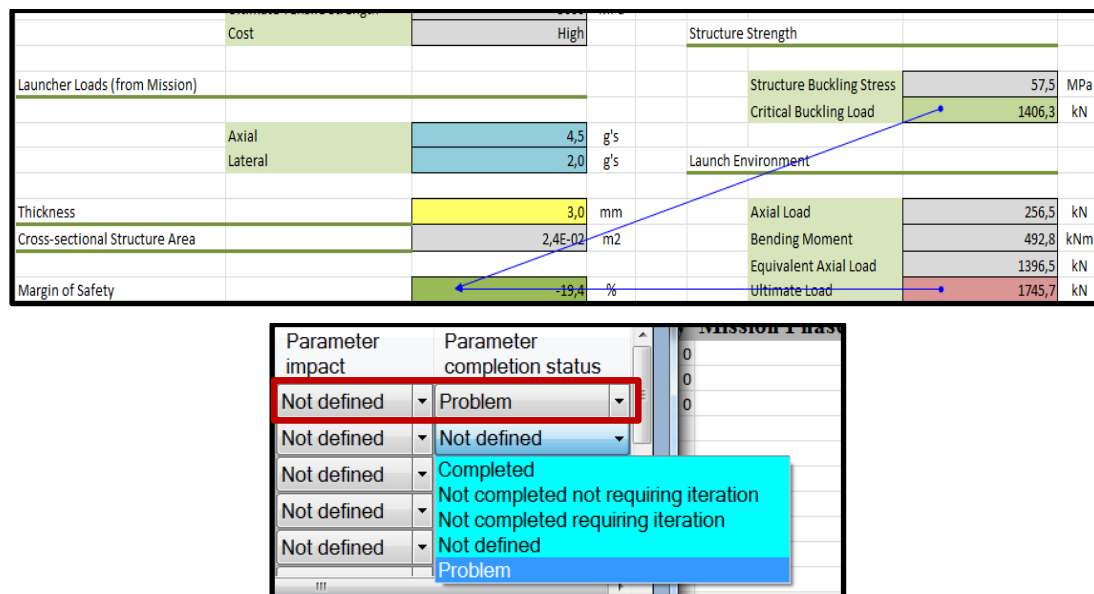 Cost High Structure Strength
Launcher Loads (from Mission) Structure Buckling Stress 57,5 MPa
Critical Buckling Load 1406,3 kN
Axial 4,5 g's
Lateral 2,0 g's Launch Environment
Thickness 3,0 mm Axial Load 256,5 kN
Cross-sectional Structure Area 2,4E-02 m2 Bending Moment 492,8 kNm
Equivalent Axial Load 1396,5 kN
Margin of Safety -19,4 % Ultimate Load 1745,7 kN
Parameter impact Parameter completion status
Mission Phase
0
0
Not defined Problem 0
Not defined Not defined
Not defined Completed
Not completed not requiring iteration
Not defined Not completed requiring iteration
Not defined Not defined
Problem